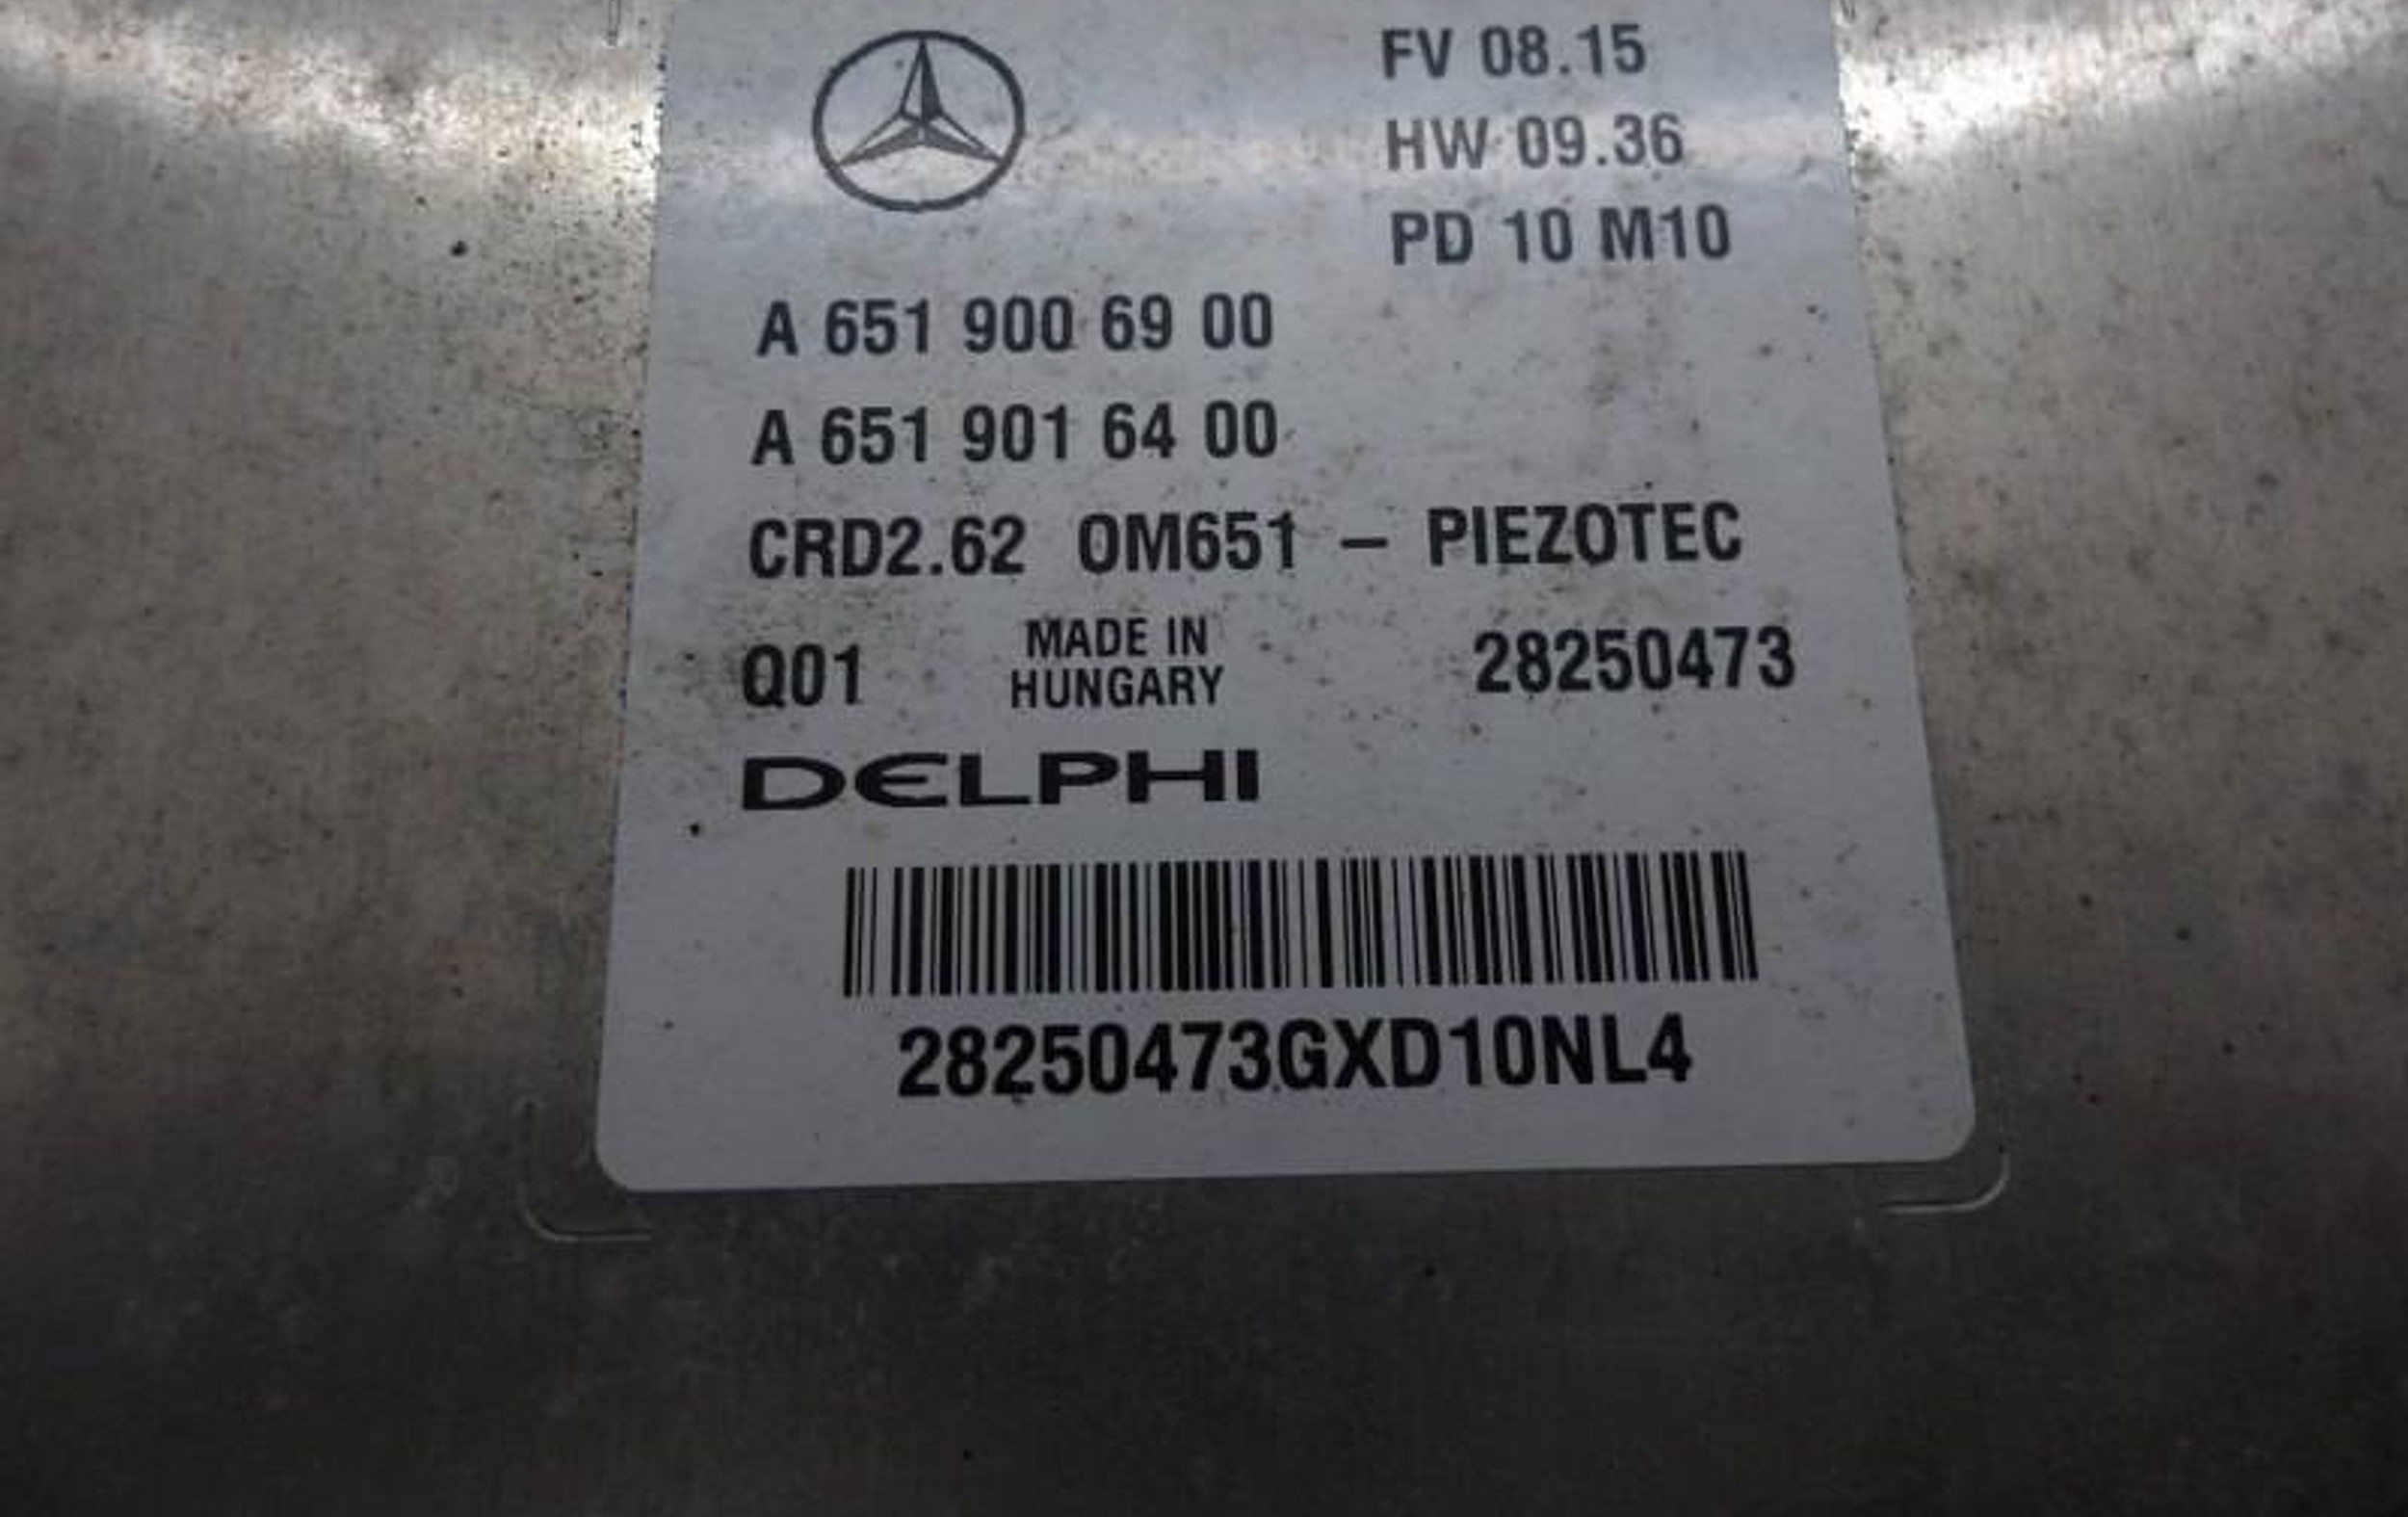 FV 08.15
HW 09.36
PD 10 M10
A 651 900 69 00
A 651 901 64 00
CRD2.62 OM651 – PIEZOTEC
Q01 MADE IN HUNGARY 28250473
DELPHI
28250473GXD10NL4